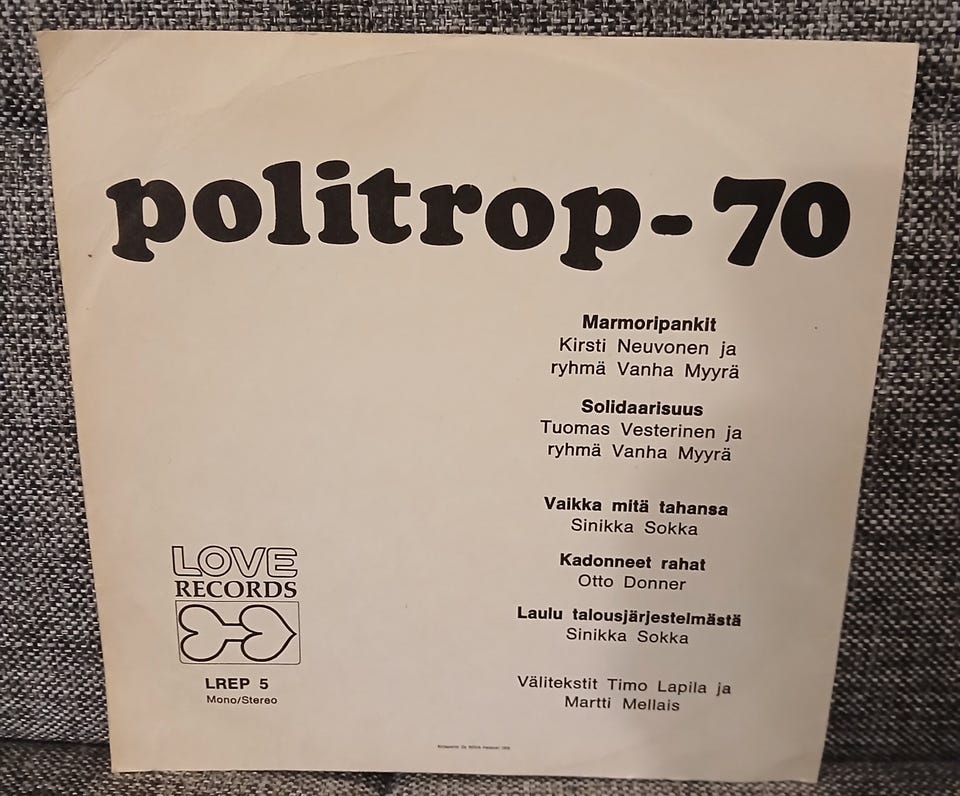 politrop-70
Marmoripankit
Kirsti Neuvonen ja
ryhmä Vanha Myyrä
Solidaarisuus
Tuomas Vesterinen ja
ryhmä Vanha Myyrä
Vaikka mitä tahansa
Sinikka Sokka
Kadonneet rahat
Otto Donner
Laulu talousjärjestelmästä
Sinikka Sokka
Välitekstit Timo Lapila ja
Martti Mellais
LOVE
RECORDS
LREP 5
Mono/Stereo